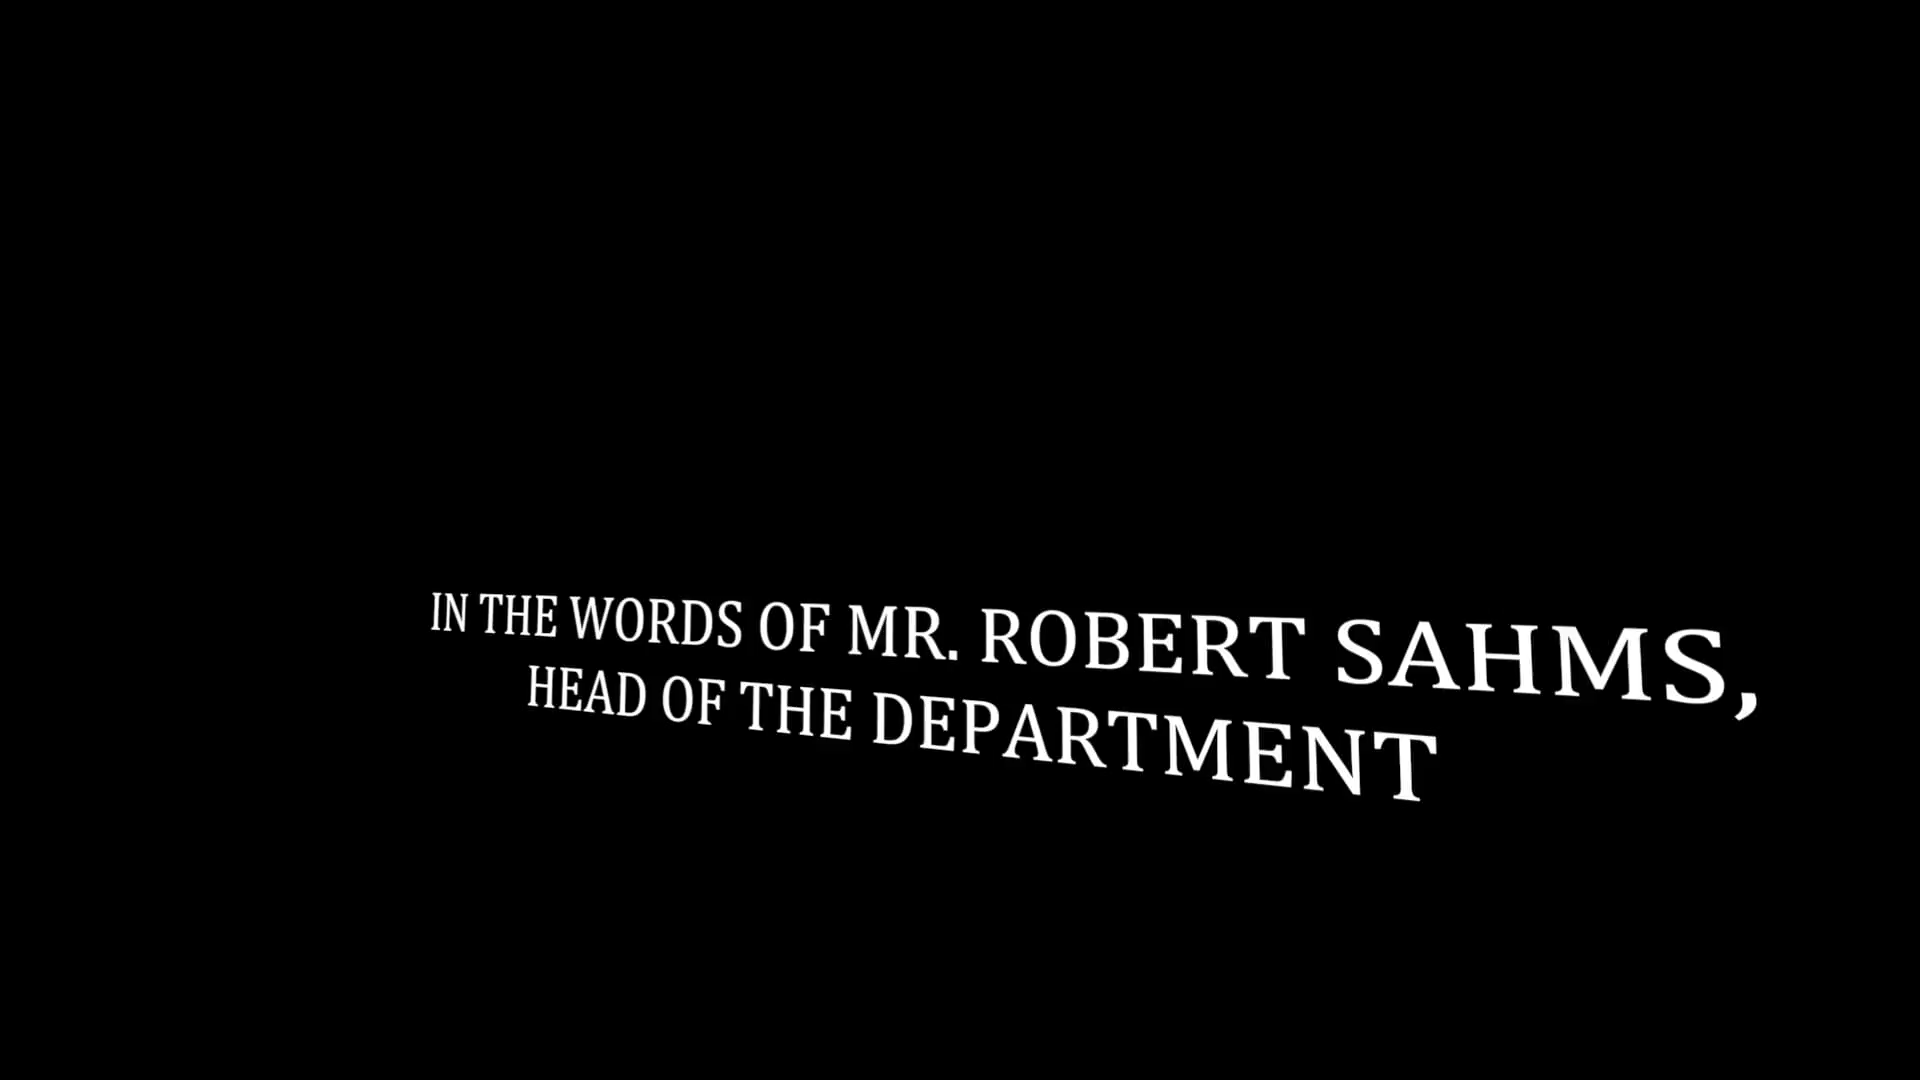 IN THE WORDS OF MR. ROBERT SAHMS,
HEAD OF THE DEPARTMENT